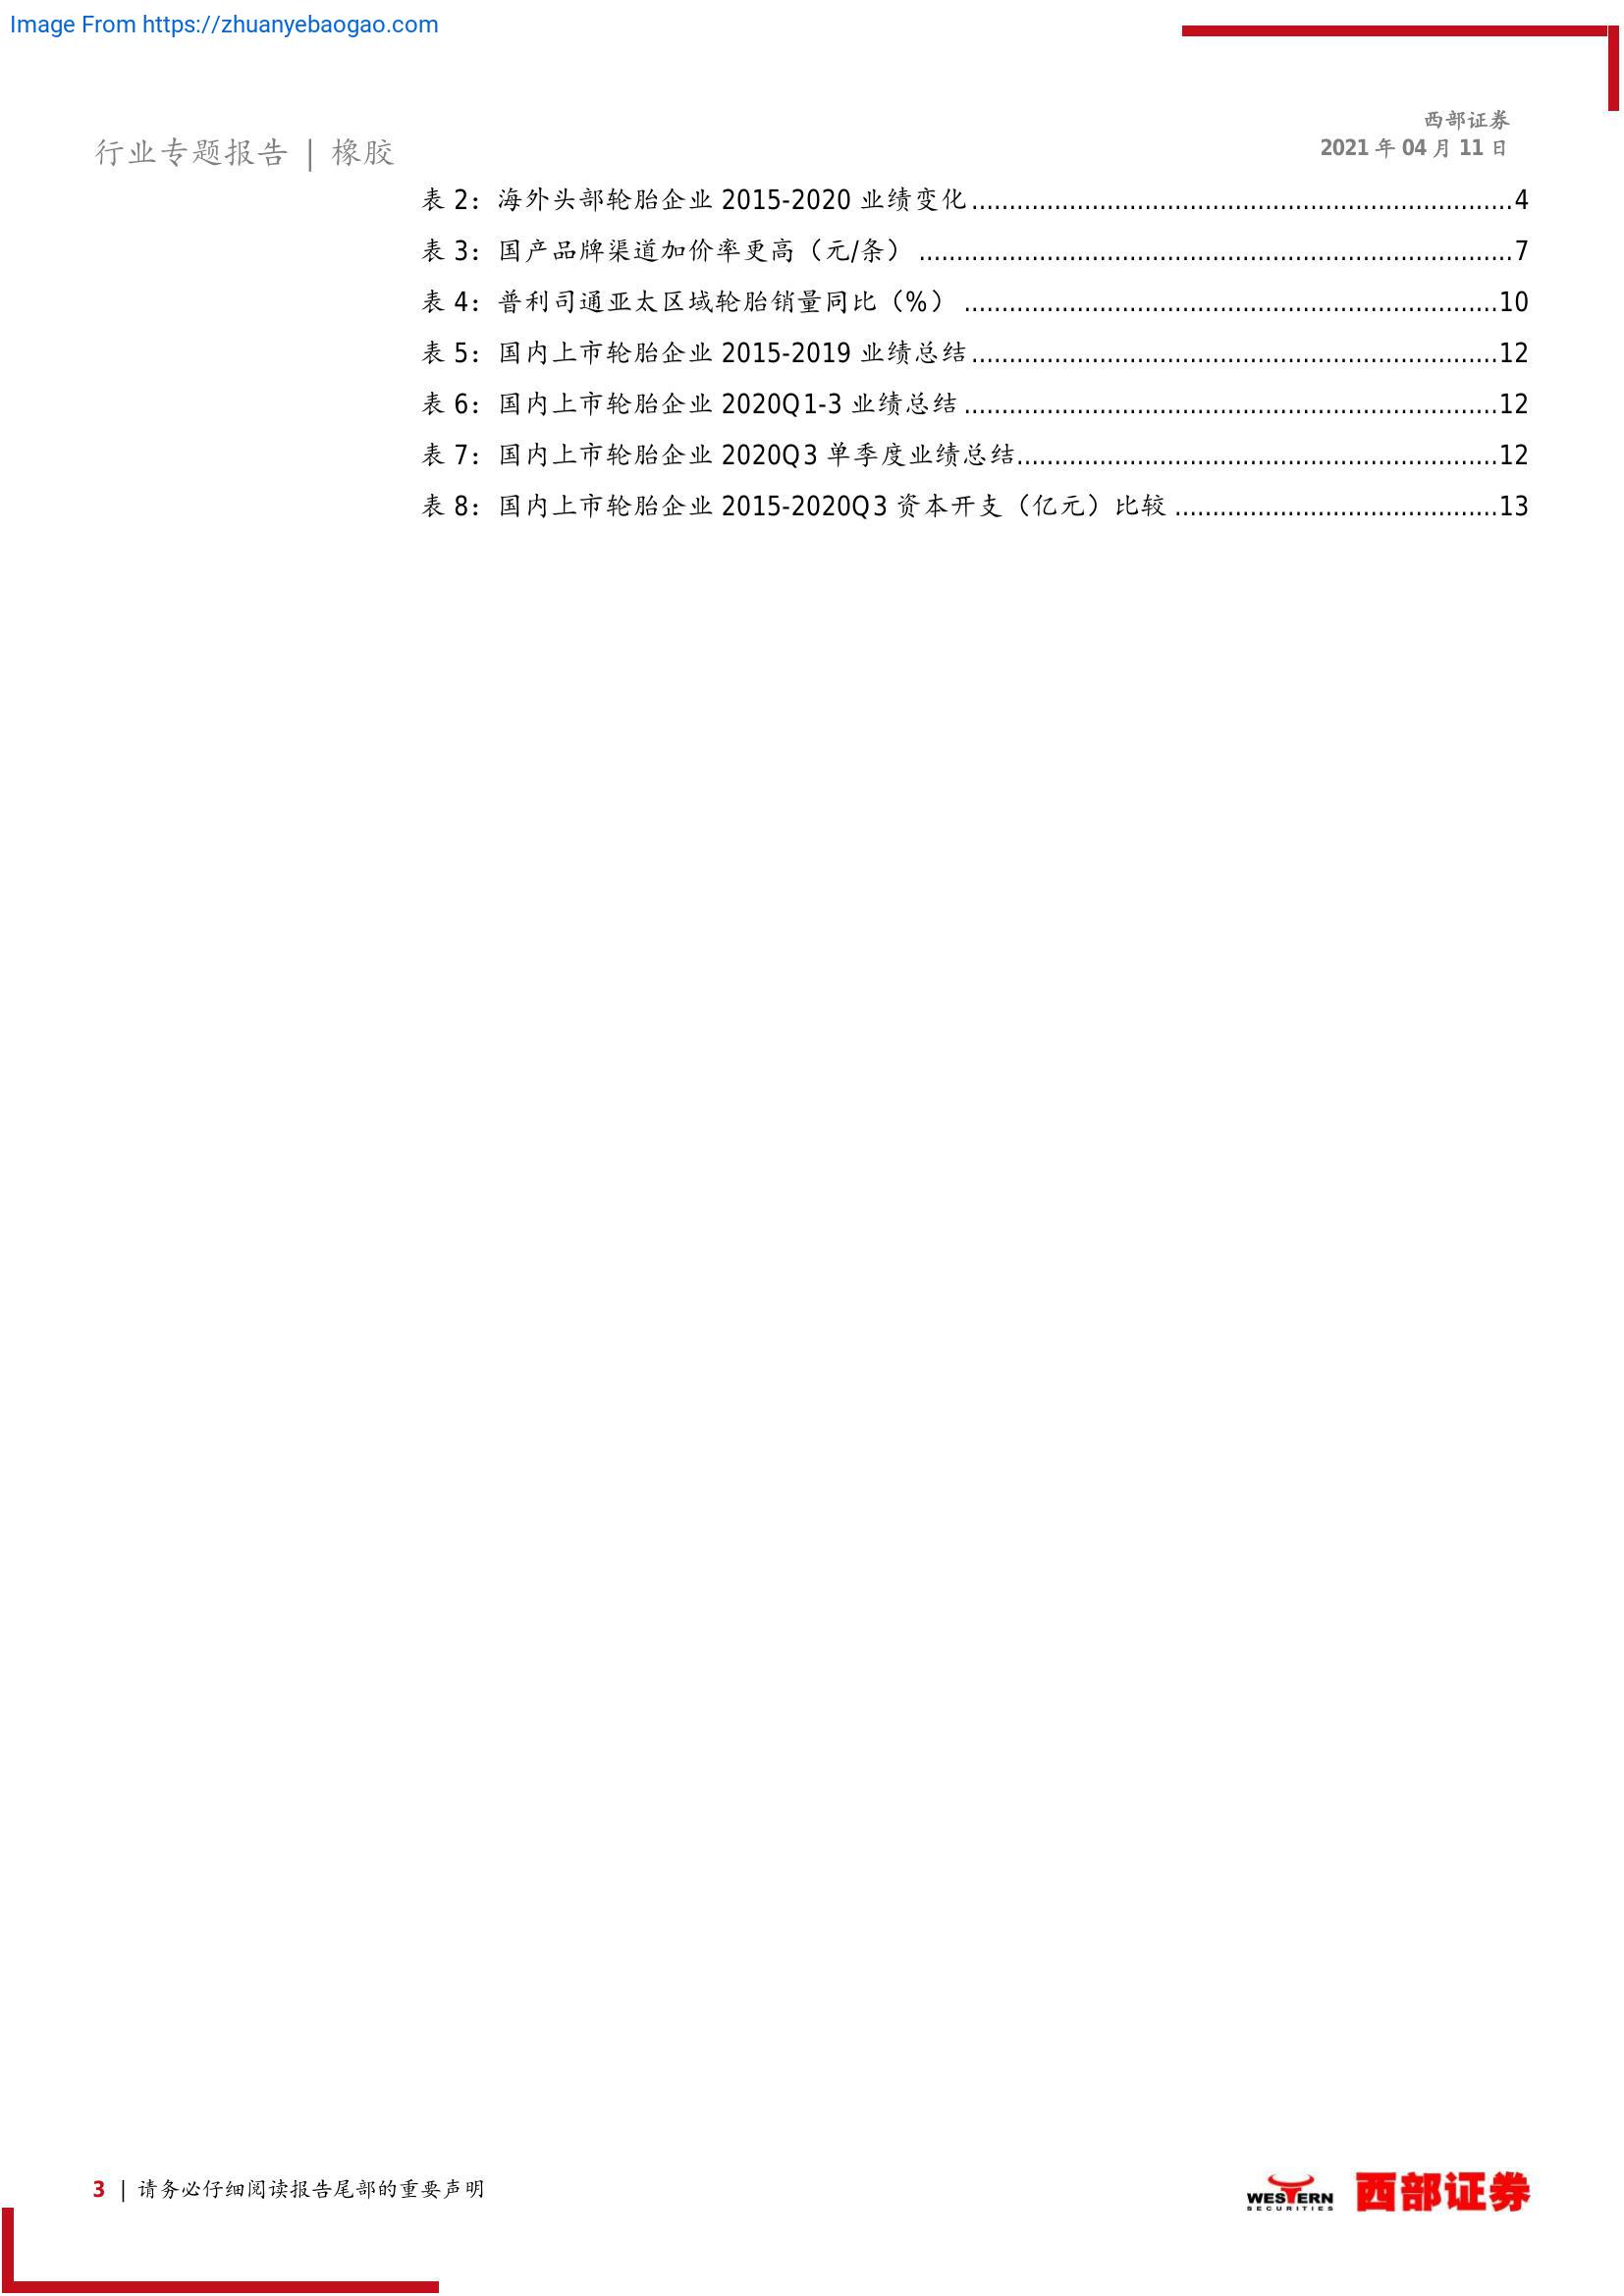 Image From https://zhuanyebaogao.com
西部证券
行业专题报告 | 橡胶
2021 年 04 月 11 日
表 2：海外头部轮胎企业 2015-2020 业绩变化........................................................................4
表 3：国产品牌渠道加价率更高（元/条） ...............................................................................7
表 4：普利司通亚太区域轮胎销量同比（%） .......................................................................10
表 5：国内上市轮胎企业 2015-2019 业绩总结......................................................................12
表 6：国内上市轮胎企业 2020Q1-3 业绩总结 .......................................................................12
表 7：国内上市轮胎企业 2020Q3 单季度业绩总结................................................................12
表 8：国内上市轮胎企业 2015-2020Q3 资本开支（亿元）比较 ...........................................13
3 | 请务必仔细阅读报告尾部的重要声明
WESTERN 西部证券
SECURITIES